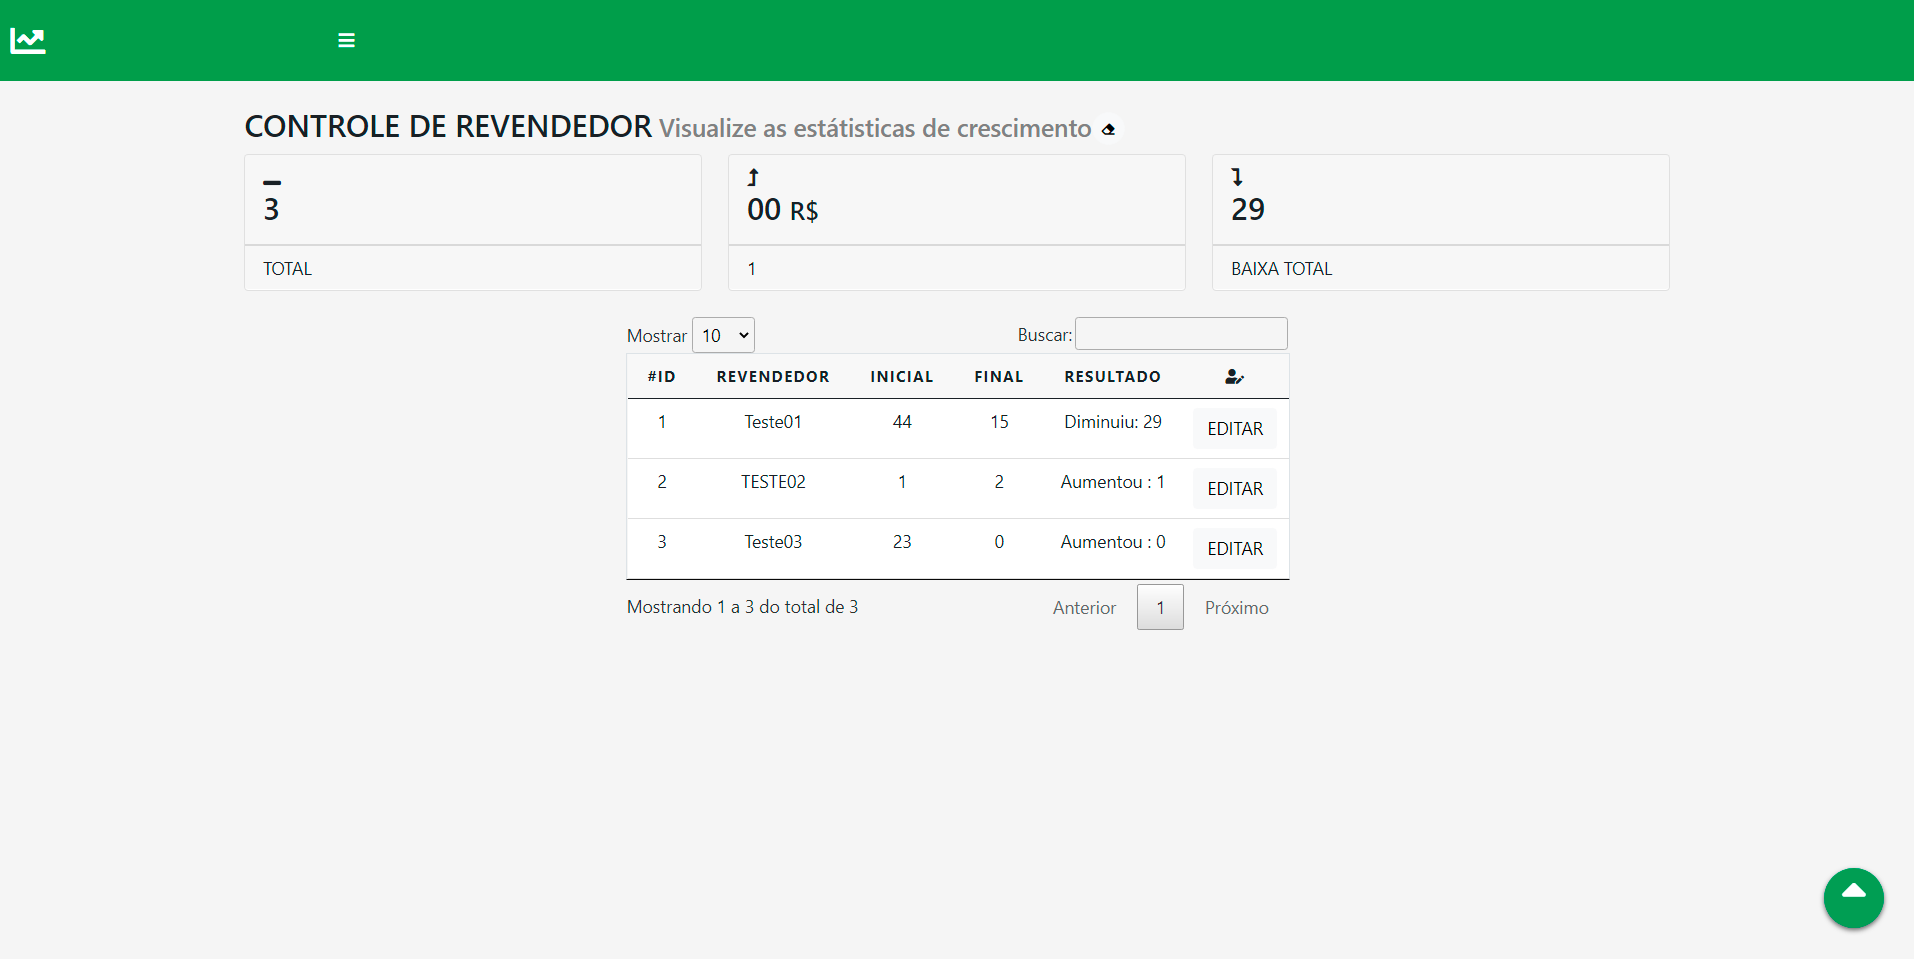 CONTROLE DE REVENDEDOR Visualize as estátisticas de crescimento
3
TOTAL
00 R$
1
29
BAIXA TOTAL
Mostrar 10 Buscar:
#ID REVENDEDOR INICIAL FINAL RESULTADO
1 Teste01 44 15 Diminuiu: 29 EDITAR
2 TESTE02 1 2 Aumentou : 1 EDITAR
3 Teste03 23 0 Aumentou : 0 EDITAR
Mostrando 1 a 3 do total de 3 Anterior 1 Próximo